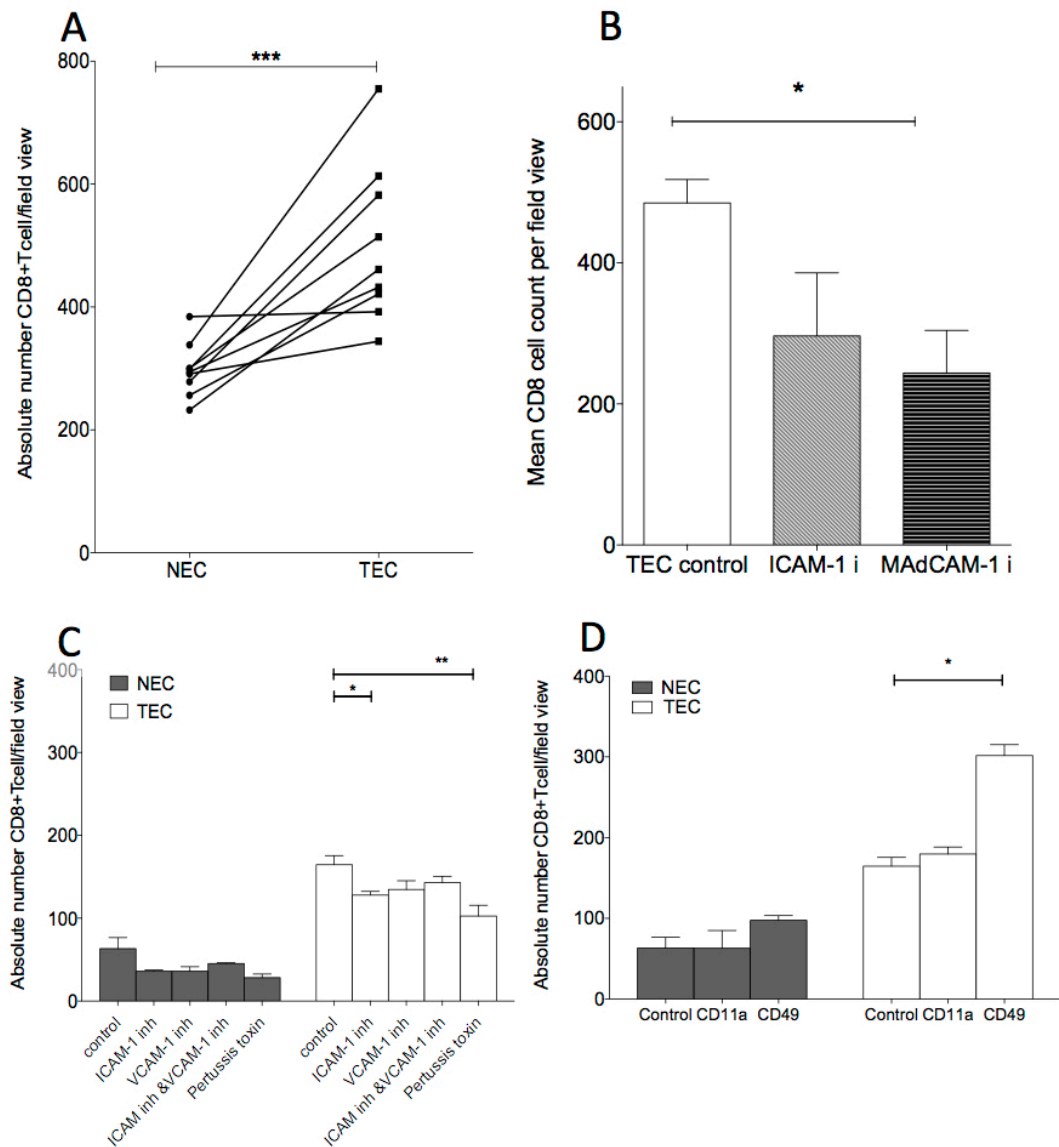 A
***
800
600
400
200
0
Absolute number CD8+Tcell/field view
NEC
TEC
B
*
600
400
200
0
Mean CD8 cell count per field view
TEC control
ICAM-1 i
MAdCAM-1 i
C
400
300
200
100
0
Absolute number CD8+Tcell/field view
NEC
TEC
**
*
control
ICAM-1 inh
VCAM-1 inh
ICAM inh &VCAM-1 inh
Pertussis toxin
control
ICAM-1 inh
VCAM-1 inh
ICAM inh &VCAM-1 inh
Pertussis toxin
D
400
300
200
100
0
Absolute number CD8+Tcell/field view
NEC
TEC
*
Control CD11a CD49
Control CD11a CD49